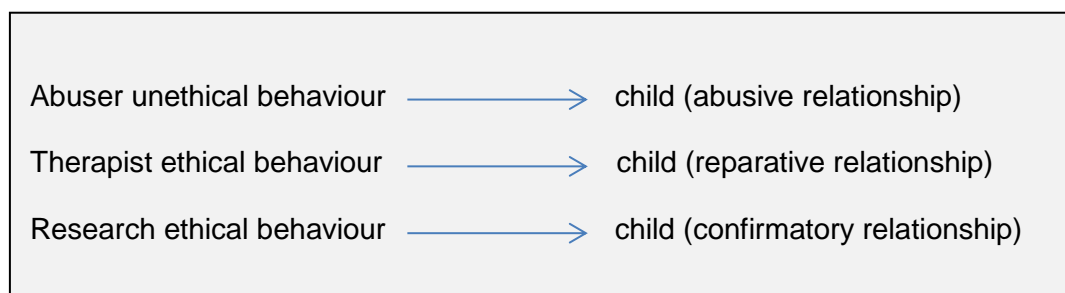 Abuser unethical behaviour child (abusive relationship)
Therapist ethical behaviour child (reparative relationship)
Research ethical behaviour child (confirmatory relationship)